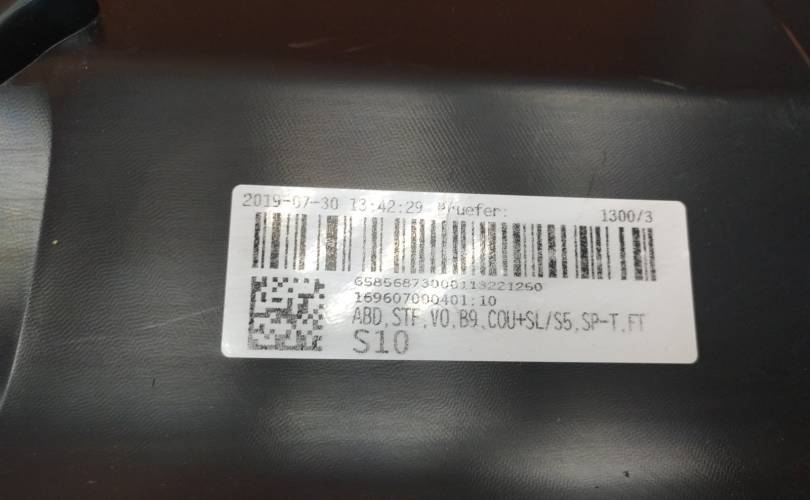 2019-07-30 13:42:29 Pruefer: 1300/3
65856873000113221250
169607000401:10
ABD,STF,VO,B9,COU+SL/S5,SP-T,FT
S10